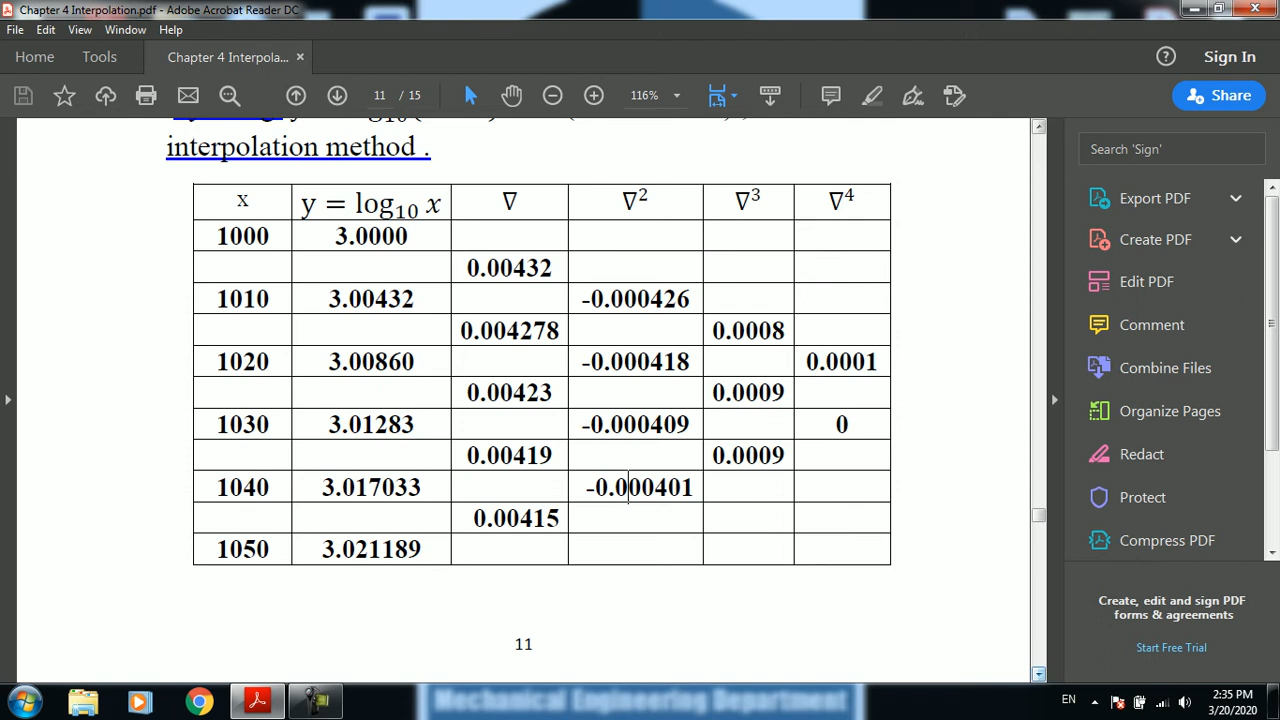 Chapter 4 Interpolation.pdf - Adobe Acrobat Reader DC
File Edit View Window Help
Home Tools Chapter 4 Interpola... × Sign In
11 / 15 116% Share
interpolation method .
x y = log₁₀ x ∇ ∇² ∇³ ∇⁴
1000 3.0000
0.00432
1010 3.00432 -0.000426
0.004278 0.0008
1020 3.00860 -0.000418 0.0001
0.00423 0.0009
1030 3.01283 -0.000409 0
0.00419 0.0009
1040 3.017033 -0.000401
0.00415
1050 3.021189
11
Search 'Sign'
Export PDF
Create PDF
Edit PDF
Comment
Combine Files
Organize Pages
Redact
Protect
Compress PDF
Create, edit and sign PDF
forms & agreements
Start Free Trial
Mechanical Engineering Department
EN 2:35 PM
3/20/2020